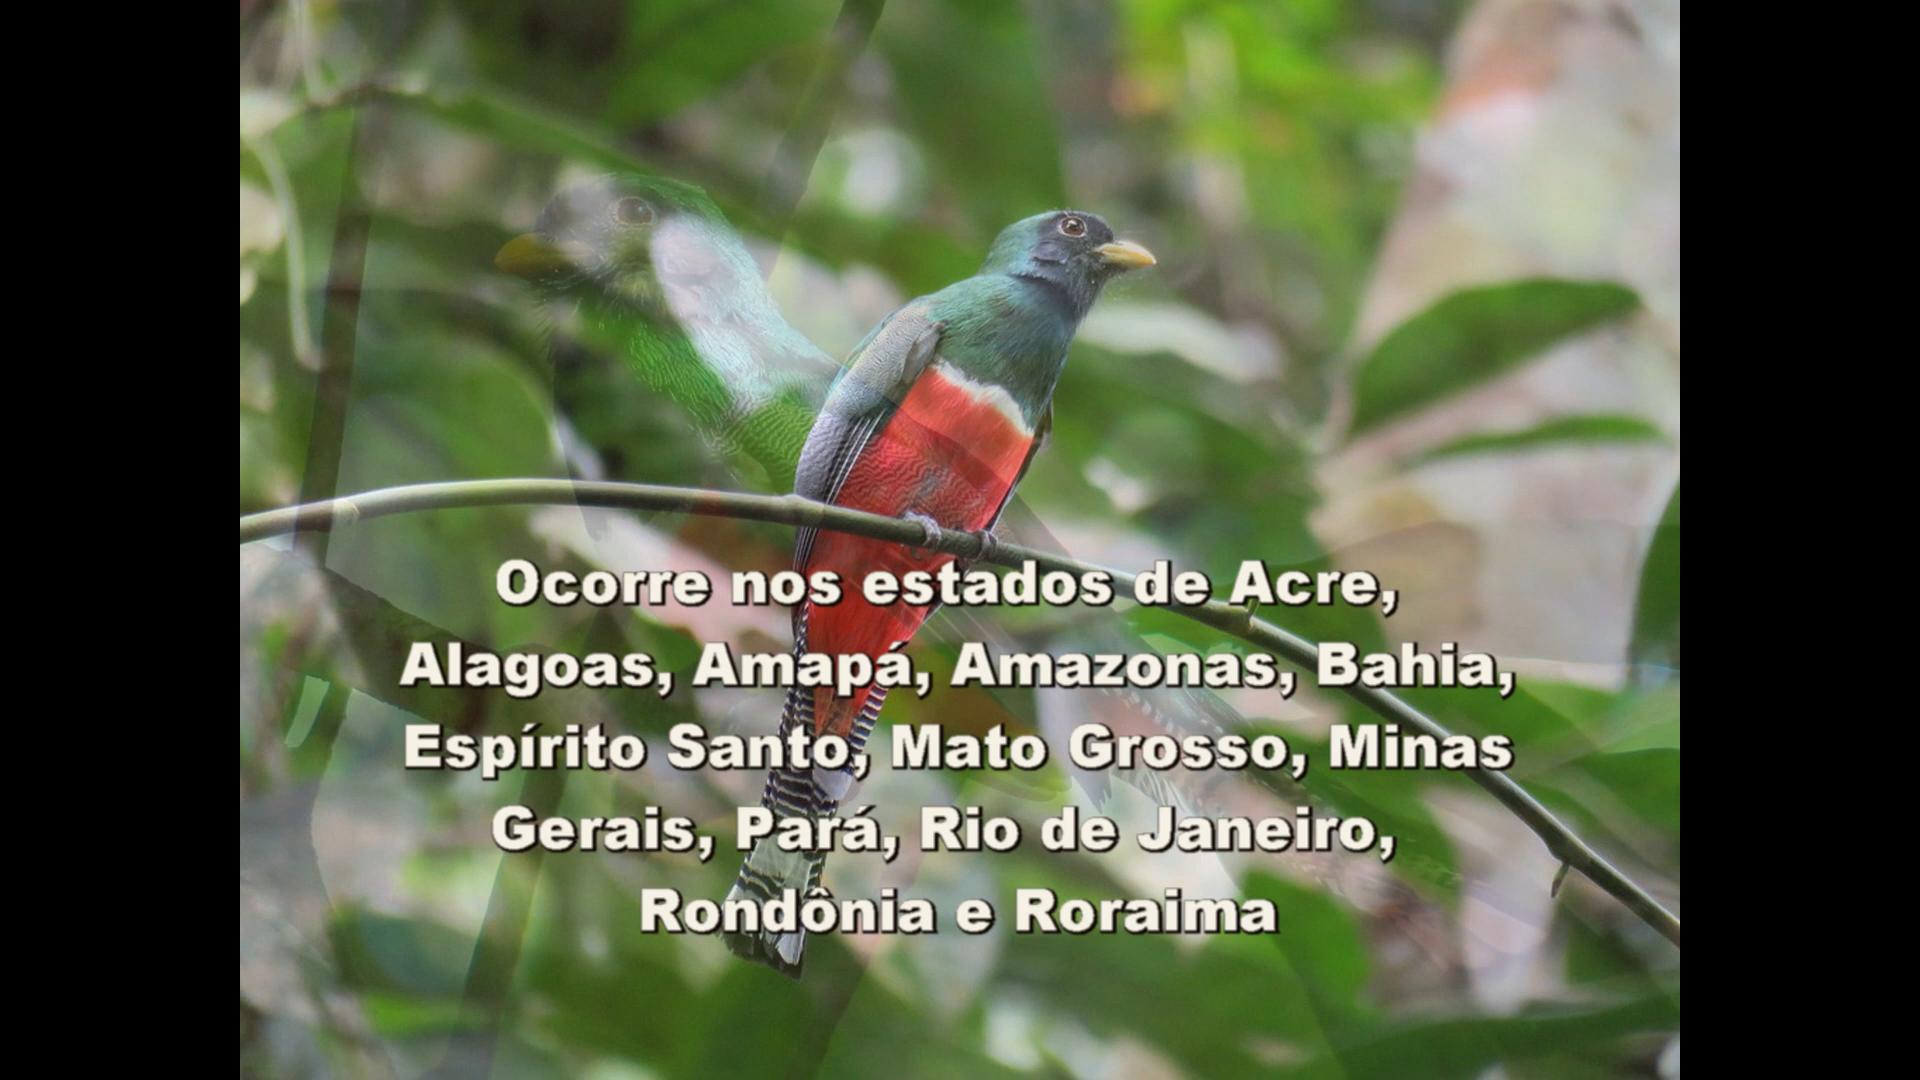 Ocorre nos estados de Acre,
Alagoas, Amapá, Amazonas, Bahia,
Espírito Santo, Mato Grosso, Minas
Gerais, Pará, Rio de Janeiro,
Rondônia e Roraima